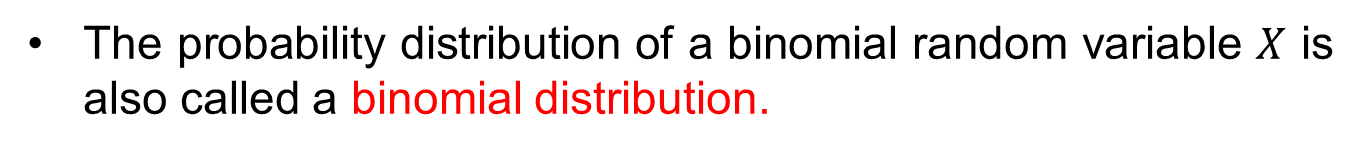 • The probability distribution of a binomial random variable 𝑋 is
also called a binomial distribution.